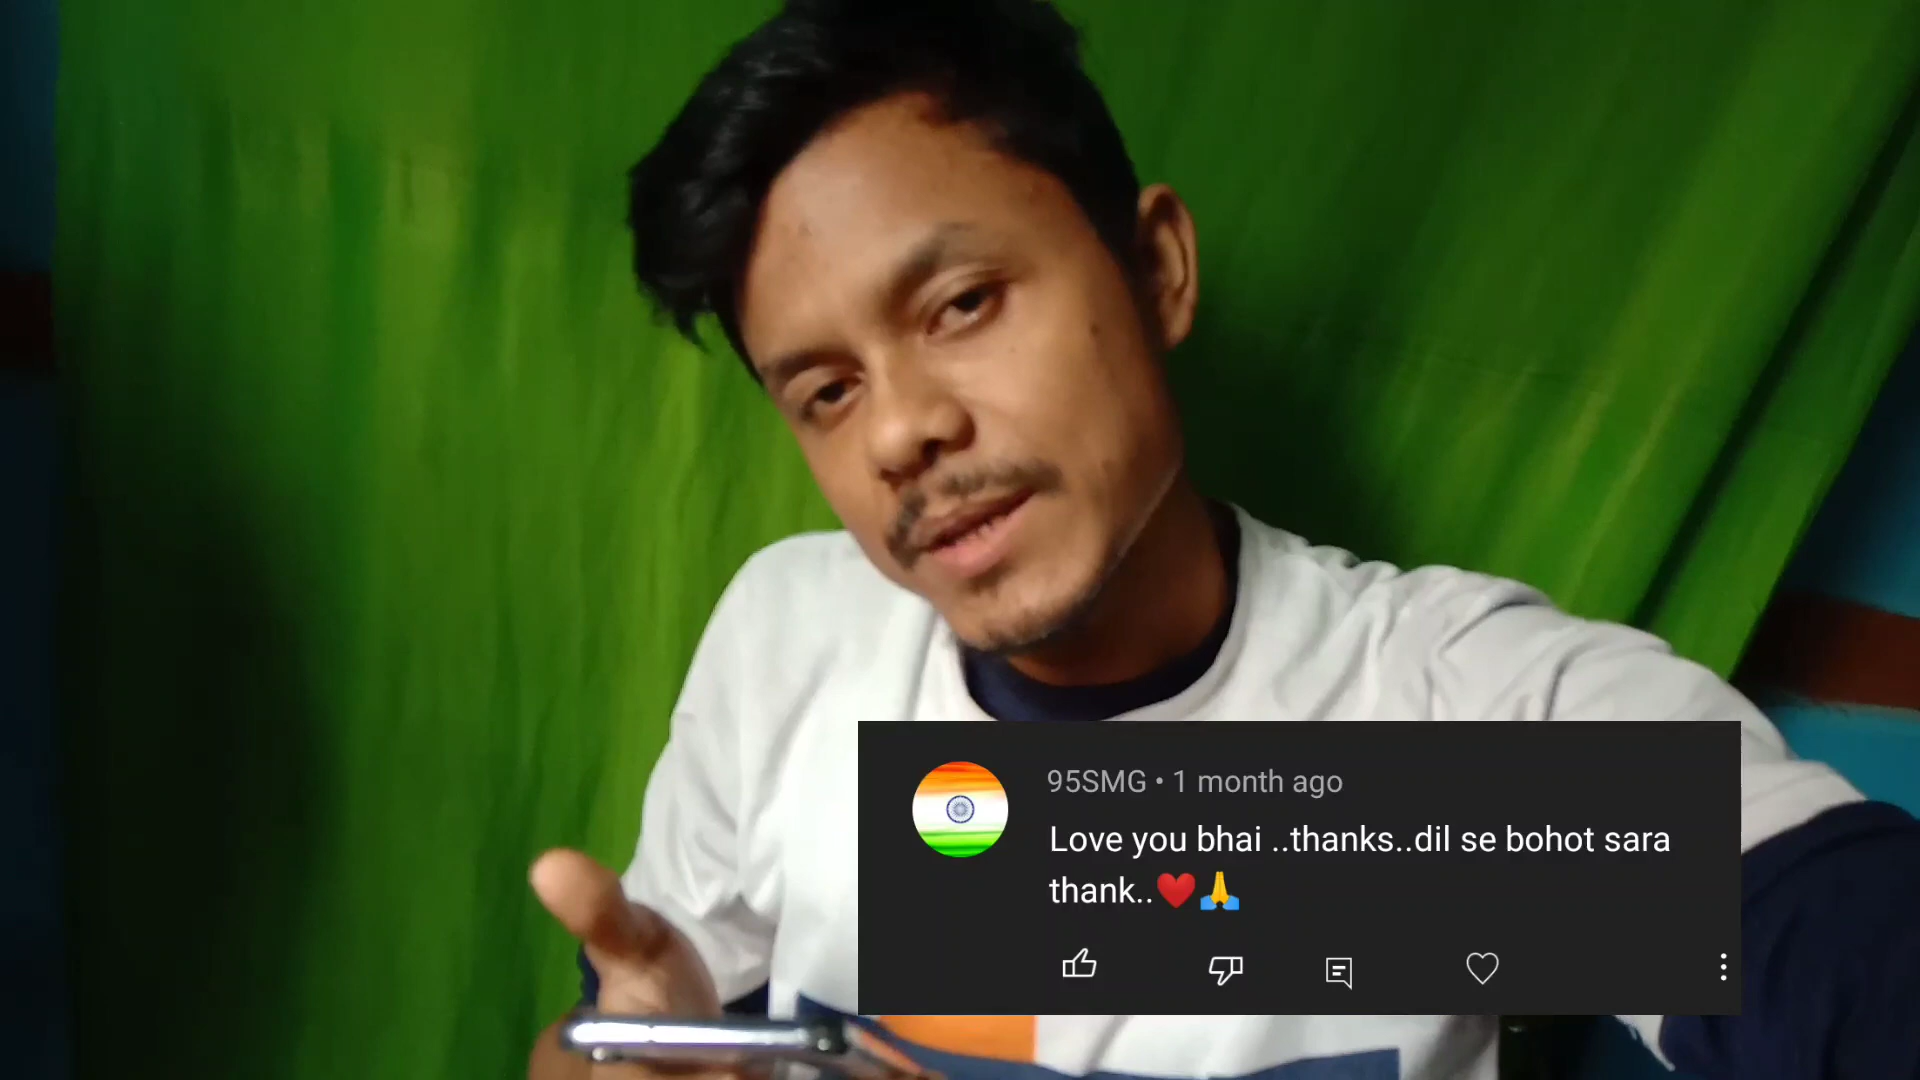 95SMG • 1 month ago
Love you bhai ..thanks..dil se bohot sara
thank..❤️🙏